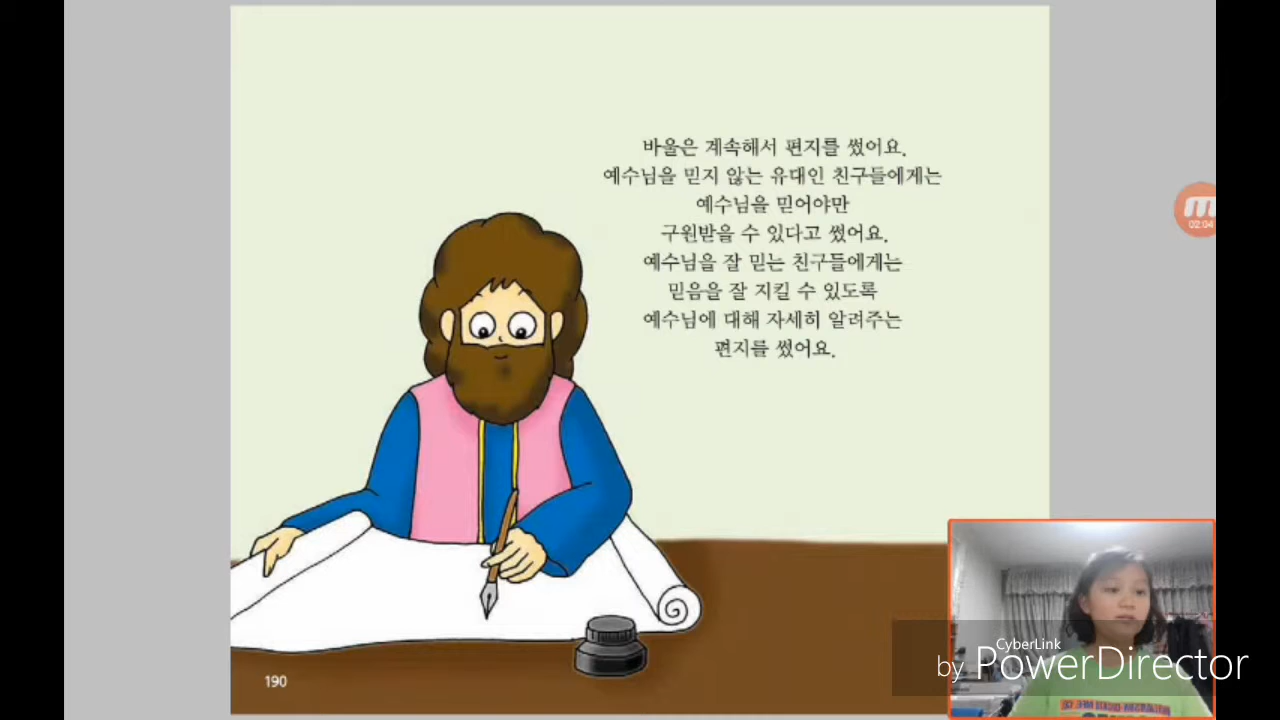 바울은 계속해서 편지를 썼어요.
예수님을 믿지 않는 유대인 친구들에게는
예수님을 믿어야만
구원받을 수 있다고 썼어요.
예수님을 잘 믿는 친구들에게는
믿음을 잘 지킬 수 있도록
예수님에 대해 자세히 알려주는
편지를 썼어요.
02:04
CyberLink
by PowerDirector
190